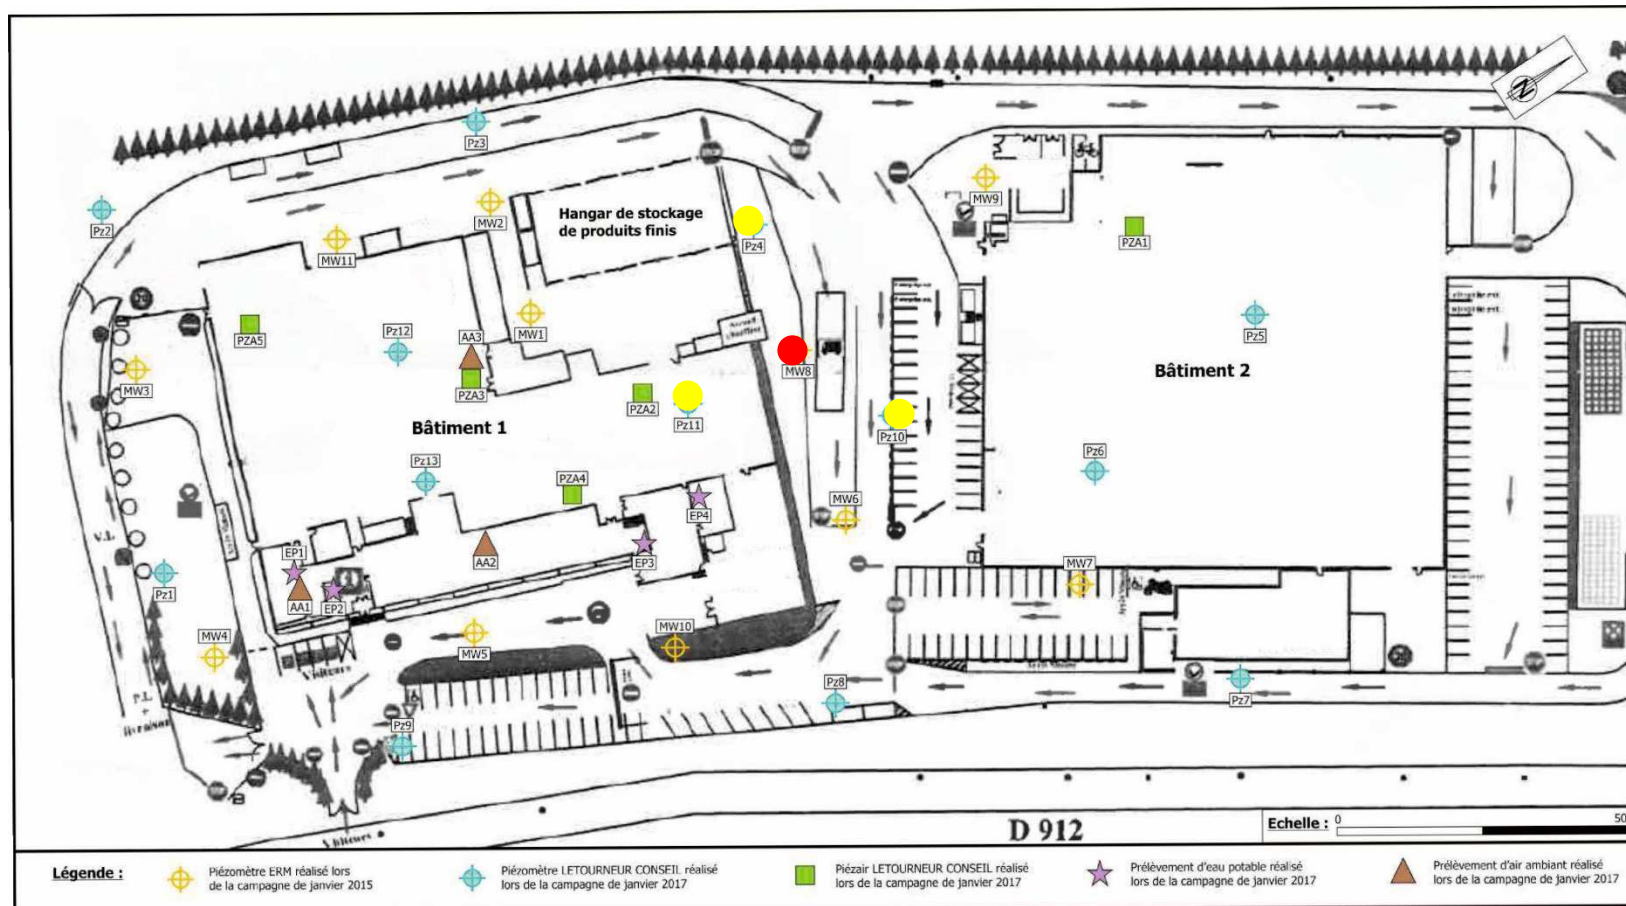 Pz3
Pz2
MW2
Hangar de stockage
de produits finis
MW9
N
Pz4
PZA1
MW11
MW1
PZA5
Pz12
AA3
Accueil
chauffeur
Pz5
MW3
PZA3
MW8
Bâtiment 2
PZA2
Pz11
Bâtiment 1
Pz10
Pz6
Pz13
PZA4
EP4
MW6
V.L
EP1
AA2
EP3
MW7
Pz1
AA1
EP2
MW4
MW5
MW10
Visiteurs
P.L
+
livraison
Pz8
Pz7
Pz9
Visiteurs
D 912
Echelle :
0
50
Légende :
Piézomètre ERM réalisé lors
de la campagne de janvier 2015
Piézomètre LETOURNEUR CONSEIL réalisé
lors de la campagne de janvier 2017
Piézair LETOURNEUR CONSEIL réalisé
lors de la campagne de janvier 2017
Prélèvement d'eau potable réalisé
lors de la campagne de janvier 2017
Prélèvement d'air ambiant réalisé
lors de la campagne de janvier 2017